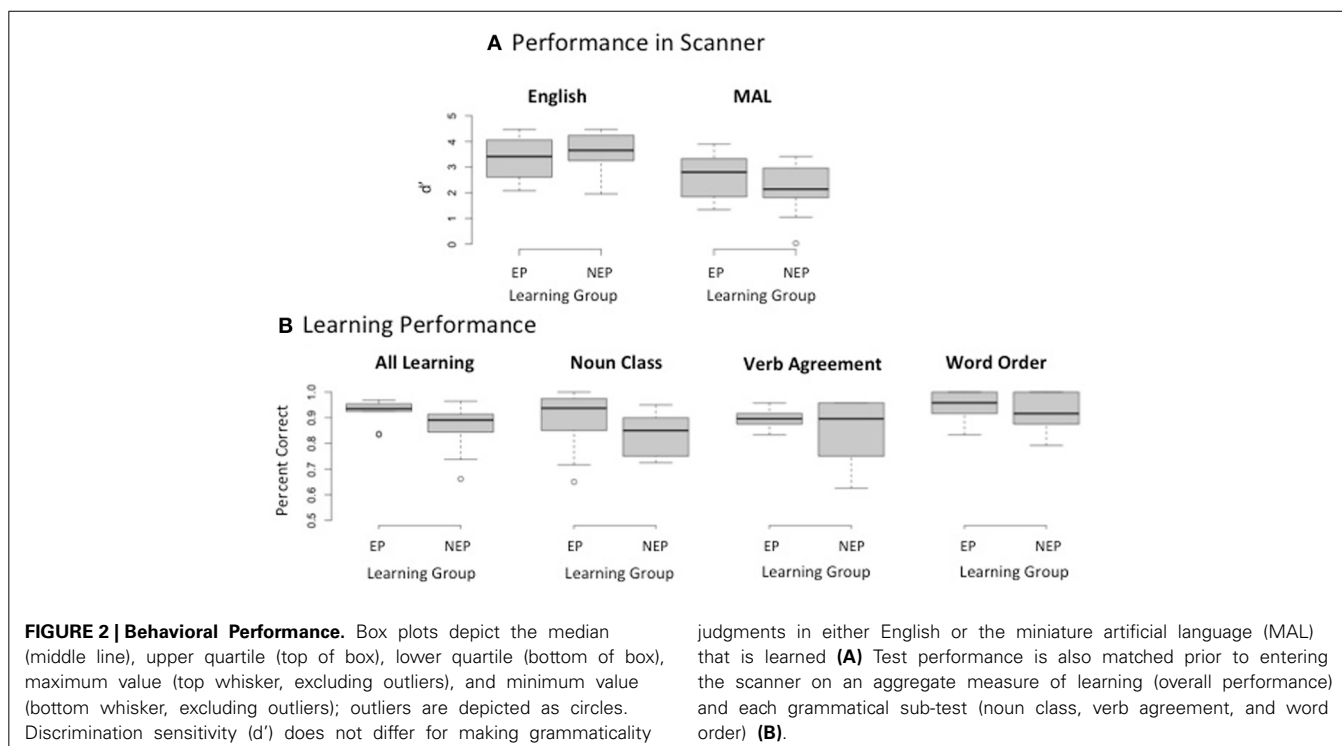 A Performance in Scanner
English MAL
d'
5
4
3
2
1
0
EP NEP EP NEP
Learning Group Learning Group
B Learning Performance
All Learning Noun Class Verb Agreement Word Order
Percent Correct
1.0
0.9
0.8
0.7
0.6
0.5
EP NEP EP NEP EP NEP EP NEP
Learning Group Learning Group Learning Group Learning Group
FIGURE 2 | Behavioral Performance. Box plots depict the median
(middle line), upper quartile (top of box), lower quartile (bottom of box),
maximum value (top whisker, excluding outliers), and minimum value
(bottom whisker, excluding outliers); outliers are depicted as circles.
Discrimination sensitivity (d') does not differ for making grammaticality
judgments in either English or the miniature artificial language (MAL)
that is learned (A) Test performance is also matched prior to entering
the scanner on an aggregate measure of learning (overall performance)
and each grammatical sub-test (noun class, verb agreement, and word
order) (B).